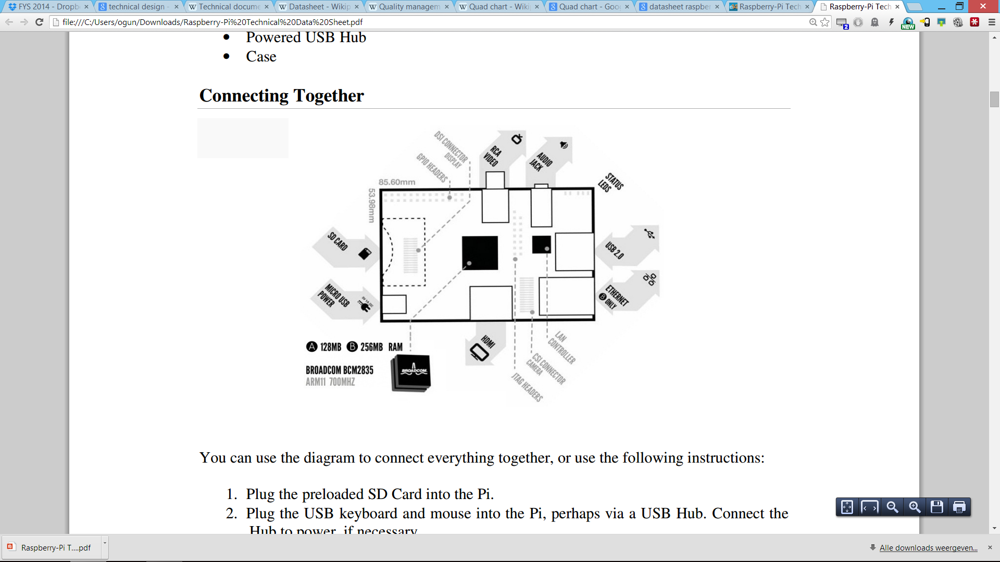 FYS 2014 - Dropb
technical design -
Technical docume
Datasheet - Wikip
Quality managem
Quad chart - Wiki
Quad chart - Goo
datasheet raspber
Raspberry-Pi Tech
Raspberry-Pi Tech
file:///C:/Users/ogun/Downloads/Raspberry-Pi%20Technical%20Data%20Sheet.pdf
2
NEW
• Powered USB Hub
• Case
Connecting Together
DSI CONNECTOR
DISPLAY
GPIO HEADERS
RCA
VIDEO
AUDIO
JACK
STATUS
LEDS
85.60mm
53.98mm
SD CARD
USB 2.0
MICRO USB
POWER
5V 1A DC
ETHERNET
B ONLY
HDMI
LAN
CONTROLLER
CSI CONNECTOR
CAMERA
JTAG HEADERS
A 128MB B 256MB RAM
BROADCOM BCM2835
ARM11 700MHZ
BROADCOM.
You can use the diagram to connect everything together, or use the following instructions:
1. Plug the preloaded SD Card into the Pi.
2. Plug the USB keyboard and mouse into the Pi, perhaps via a USB Hub. Connect the
Hub to power, if necessary.
Raspberry-Pi T....pdf
Alle downloads weergeven...